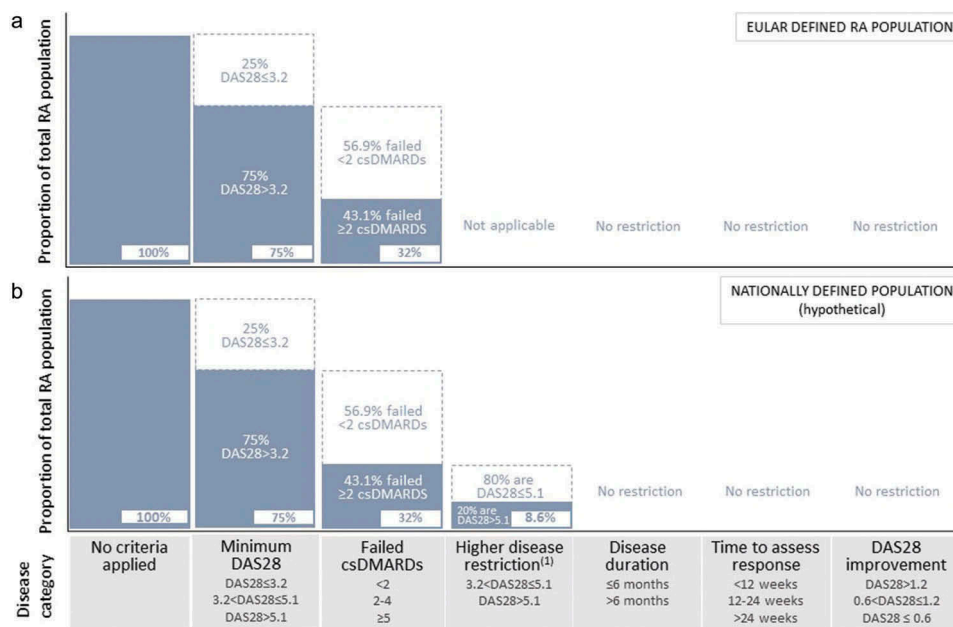 a
EULAR DEFINED RA POPULATION
Proportion of total RA population
25%
DAS28≤3.2
75%
DAS28>3.2
56.9% failed
<2 csDMARDs
43.1% failed
≥2 csDMARDS
Not applicable
No restriction
No restriction
No restriction
100%
75%
32%
b
NATIONALLY DEFINED POPULATION
(hypothetical)
Proportion of total RA population
25%
DAS28≤3.2
75%
DAS28>3.2
56.9% failed
<2 csDMARDs
43.1% failed
≥2 csDMARDS
80% are
DAS28≤5.1
20% are
DAS28>5.1
No restriction
No restriction
No restriction
100%
75%
32%
8.6%
Disease
category
No criteria
applied
Minimum
DAS28
DAS28≤3.2
3.2<DAS28≤5.1
DAS28>5.1
Failed
csDMARDs
<2
2-4
≥5
Higher disease
restriction(1)
3.2<DAS28≤5.1
DAS28>5.1
Disease
duration
≤6 months
>6 months
Time to assess
response
<12 weeks
12-24 weeks
>24 weeks
DAS28
improvement
DAS28>1.2
0.6<DAS28≤1.2
DAS28 ≤ 0.6